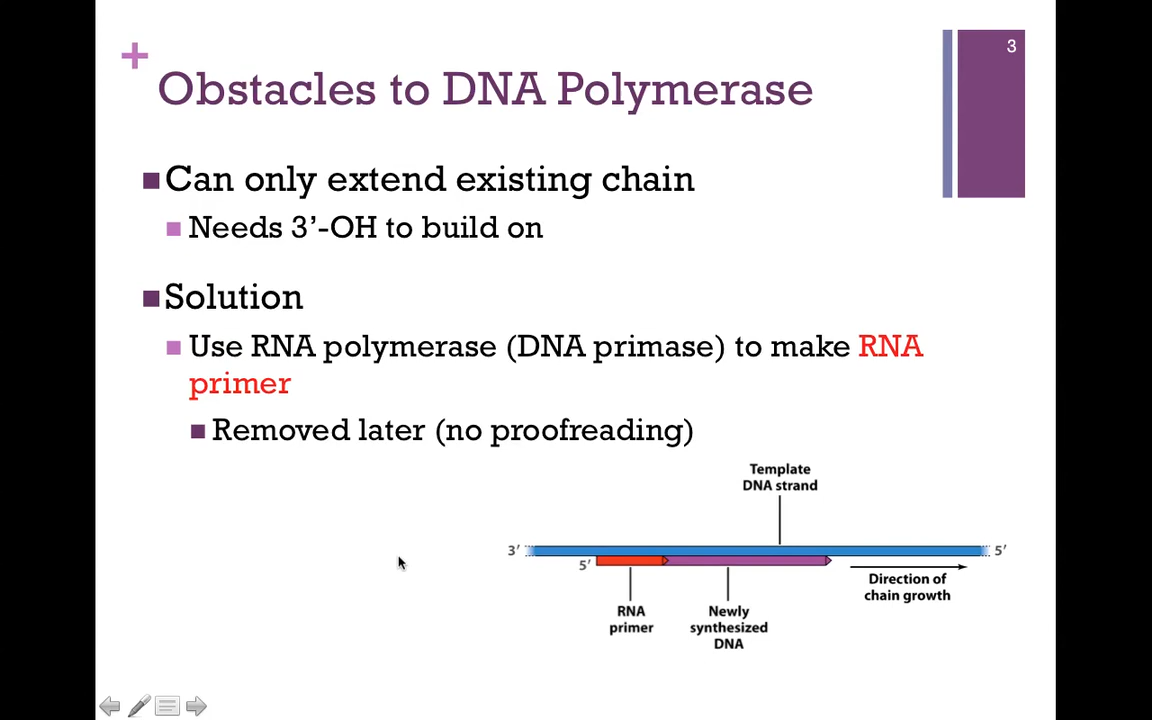 3
+
Obstacles to DNA Polymerase
Can only extend existing chain
Needs 3’-OH to build on
Solution
Use RNA polymerase (DNA primase) to make RNA
primer
Removed later (no proofreading)
Template
DNA strand
3′
5′
5′
Direction of
chain growth
RNA
primer
Newly
synthesized
DNA